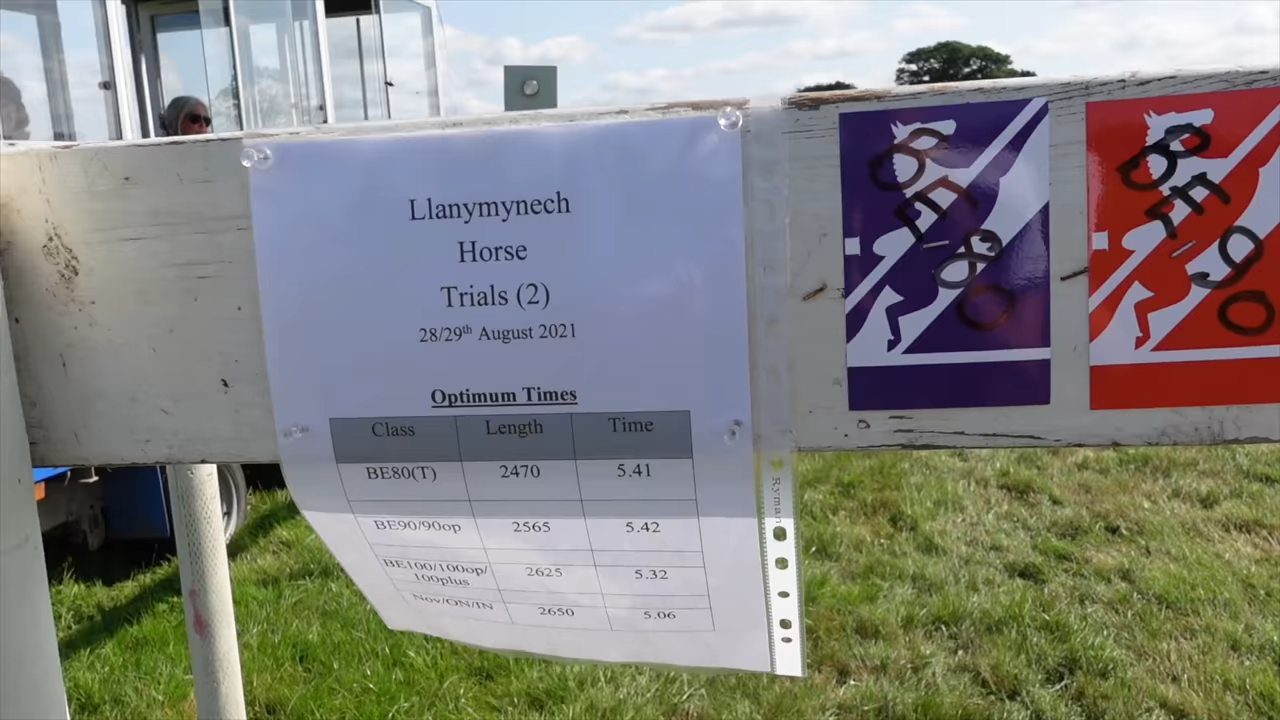 Llanymynech
Horse
Trials (2)
28/29th August 2021
Optimum Times
Class Length Time
BE80(T) 2470 5.41
BE90/90op 2565 5.42
BE100/100op/
100plus 2625 5.32
Nov/ON/IN 2650 5.06
Ryman
BE80
BE90